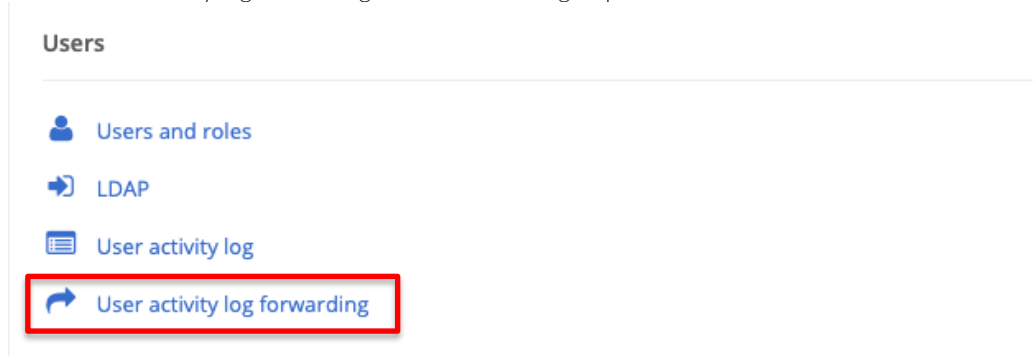 Users
Users and roles
LDAP
User activity log
User activity log forwarding